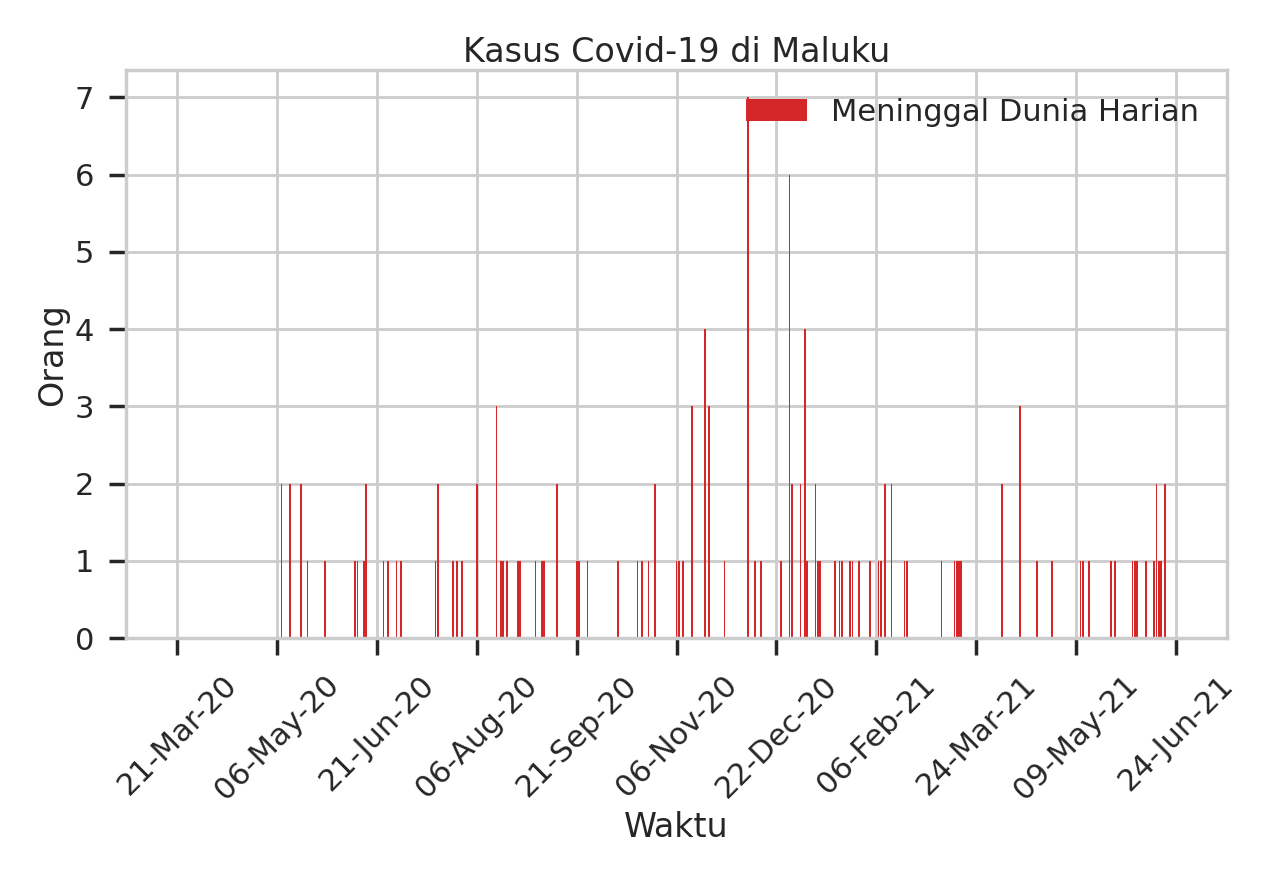 Kasus Covid-19 di Maluku
Meninggal Dunia Harian
Orang
7
6
5
4
3
2
1
0
21-Mar-20
06-May-20
21-Jun-20
06-Aug-20
21-Sep-20
06-Nov-20
22-Dec-20
06-Feb-21
24-Mar-21
09-May-21
24-Jun-21
Waktu